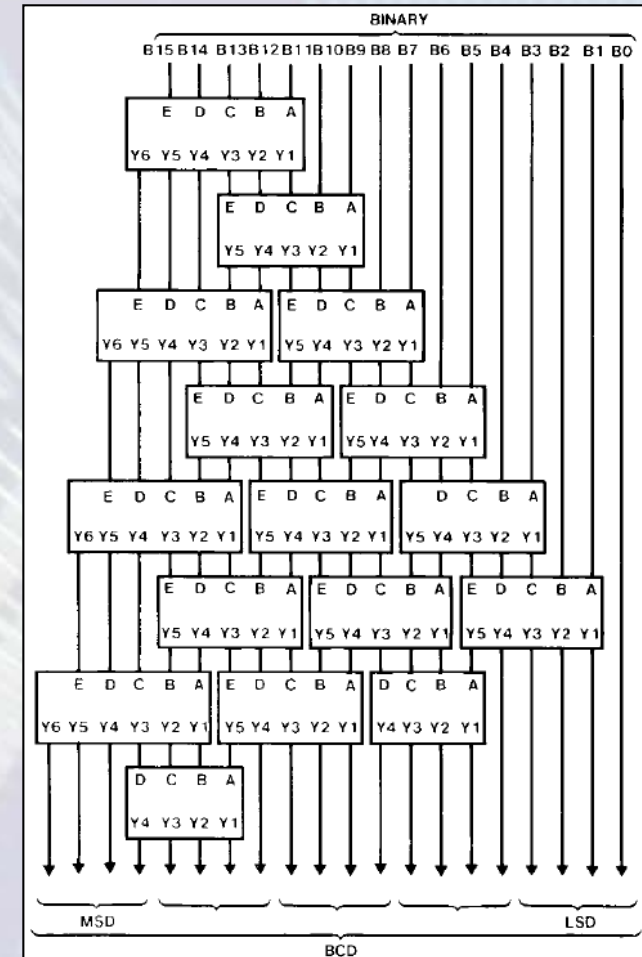 BINARY
B15 B14 B13 B12 B11 B10 B9 B8 B7 B6 B5 B4 B3 B2 B1 B0
E D C B A
Y6 Y5 Y4 Y3 Y2 Y1
E D C B A
Y5 Y4 Y3 Y2 Y1
E D C B A E D C B A
Y6 Y5 Y4 Y3 Y2 Y1 Y5 Y4 Y3 Y2 Y1
E D C B A E D C B A
Y5 Y4 Y3 Y2 Y1 Y5 Y4 Y3 Y2 Y1
E D C B A E D C B A D C B A
Y6 Y5 Y4 Y3 Y2 Y1 Y5 Y4 Y3 Y2 Y1 Y5 Y4 Y3 Y2 Y1
E D C B A E D C B A E D C B A
Y5 Y4 Y3 Y2 Y1 Y5 Y4 Y3 Y2 Y1 Y5 Y4 Y3 Y2 Y1
E D C B A E D C B A D C B A
Y6 Y5 Y4 Y3 Y2 Y1 Y5 Y4 Y3 Y2 Y1 Y4 Y3 Y2 Y1
D C B A
Y4 Y3 Y2 Y1
MSD LSD
BCD